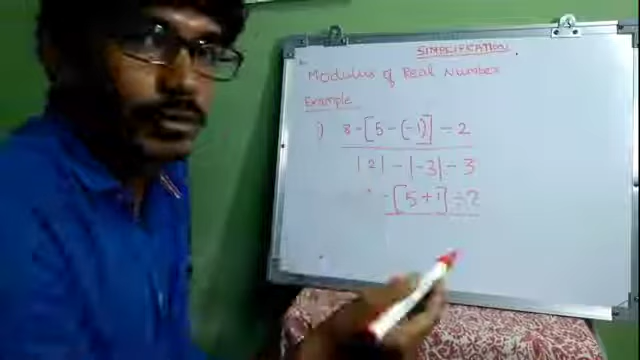 SIMPLIFICATION.
Modulus of Real Number
Example
1) 8 - [5 - (-1)] ÷ 2
|2| - |-3| - 3
- [5 + 1] ÷ 2